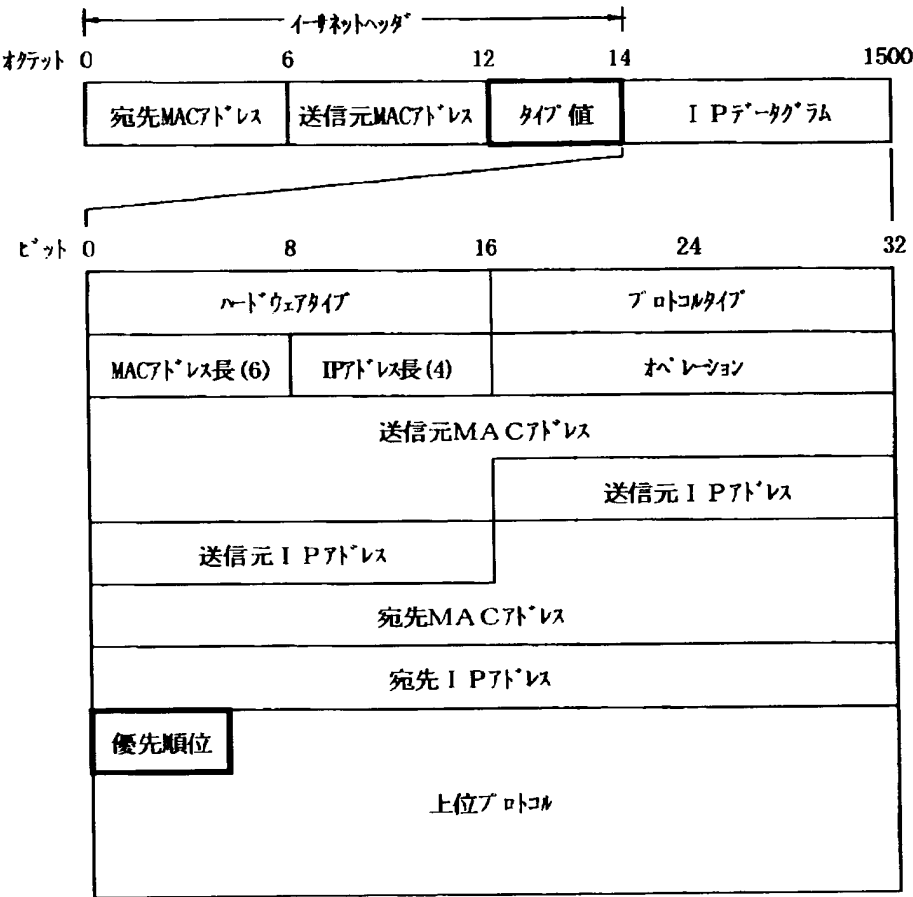 イーサネットヘッダ
オクテット 0 6 12 14 1500
宛先MACアドレス 送信元MACアドレス タイプ値 IPデータグラム
ビット 0 8 16 24 32
ハードウェアタイプ プロトコルタイプ
MACアドレス長(6) IPアドレス長(4) オペレーション
送信元MACアドレス
送信元IPアドレス
送信元IPアドレス
宛先MACアドレス
宛先IPアドレス
優先順位
上位プロトコル